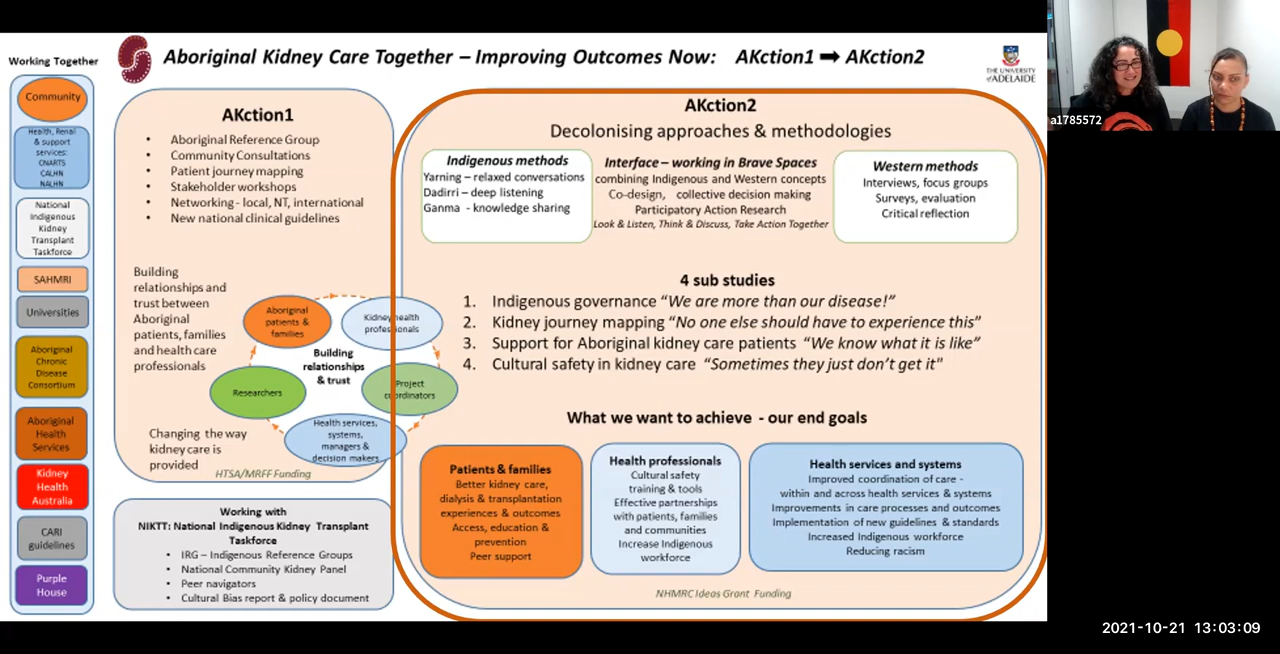 Aboriginal Kidney Care Together – Improving Outcomes Now: AKction1 ➡ AKction2
THE UNIVERSITY
of ADELAIDE
a1785572
Working Together
Community
Health, Renal
& support
services:
CNARTS
CALHN
NALHN
National
Indigenous
Kidney
Transplant
Taskforce
SAHMRI
Universities
Aboriginal
Chronic
Disease
Consortium
Aboriginal
Health
Services
Kidney
Health
Australia
CARI
guidelines
Purple
House
AKction1
• Aboriginal Reference Group
• Community Consultations
• Patient journey mapping
• Stakeholder workshops
• Networking - local, NT, international
• New national clinical guidelines
Building
relationships and
trust between
Aboriginal
patients, families
and health care
professionals
Aboriginal
patients &
families
Kidney health
professionals
Building
relationships
& trust
Researchers
Project
coordinators
Health services,
systems,
managers &
decision makers
Changing the way
kidney care is
provided
HTSA/MRFF Funding
Working with
NIKTT: National Indigenous Kidney Transplant
Taskforce
• IRG – Indigenous Reference Groups
• National Community Kidney Panel
• Peer navigators
• Cultural Bias report & policy document
AKction2
Decolonising approaches & methodologies
Indigenous methods
Yarning – relaxed conversations
Dadirri – deep listening
Ganma - knowledge sharing
Interface – working in Brave Spaces
combining Indigenous and Western concepts
Co-design, collective decision making
Participatory Action Research
Look & Listen, Think & Discuss, Take Action Together
Western methods
Interviews, focus groups
Surveys, evaluation
Critical reflection
4 sub studies
1. Indigenous governance “We are more than our disease!”
2. Kidney journey mapping “No one else should have to experience this”
3. Support for Aboriginal kidney care patients “We know what it is like”
4. Cultural safety in kidney care “Sometimes they just don’t get it"
What we want to achieve - our end goals
Patients & families
Better kidney care,
dialysis & transplantation
experiences & outcomes
Access, education &
prevention
Peer support
Health professionals
Cultural safety
training & tools
Effective partnerships
with patients, families
and communities
Increase Indigenous
workforce
Health services and systems
Improved coordination of care -
within and across health services & systems
Improvements in care processes and outcomes
Implementation of new guidelines & standards
Increased Indigenous workforce
Reducing racism
NHMRC Ideas Grant Funding
2021-10-21 13:03:09